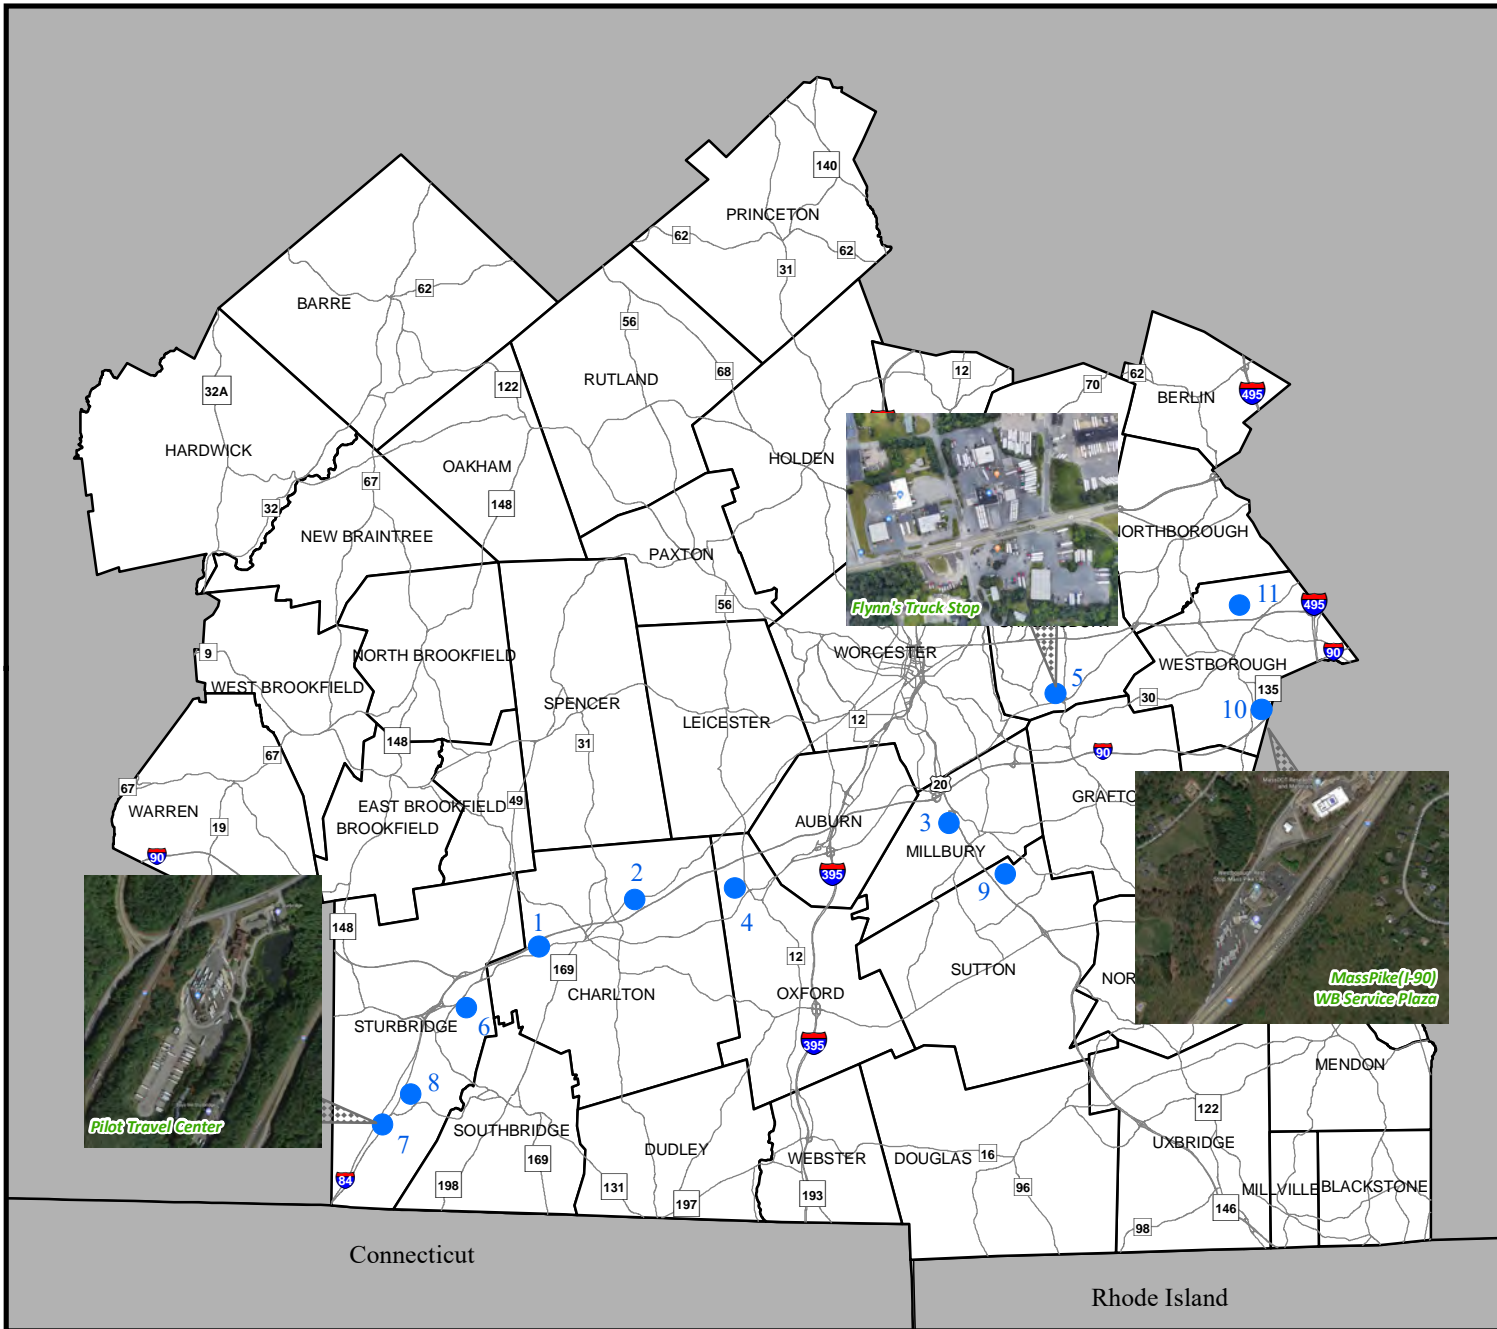 140
PRINCETON
62
62
31
BARRE
62
56
RUTLAND
68
12
70
62
BERLIN
495
32A
122
HARDWICK
OAKHAM
HOLDEN
67
148
32
NEW BRAINTREE
PAXTON
NORTHBOROUGH
56
Flynn's Truck Stop
11
495
9
NORTH BROOKFIELD
WORCESTER
WESTBOROUGH
90
WEST BROOKFIELD
SPENCER
5
30
135
LEICESTER
12
10
148
31
67
90
67
20
EAST BROOKFIELD
49
WARREN
BROOKFIELD
19
AUBURN
3
MILLBURY
90
395
2
4
9
148
1
169
12
SUTTON
CHARLTON
OXFORD
MassPike(I-90)
WB Service Plaza
STURBRIDGE
6
395
MENDON
8
Pilot Travel Center
7
SOUTHBRIDGE
122
UXBRIDGE
DUDLEY
WEBSTER
DOUGLAS
16
169
84
198
131
197
193
96
MILLVILLE
BLACKSTONE
146
98
Connecticut
Rhode Island